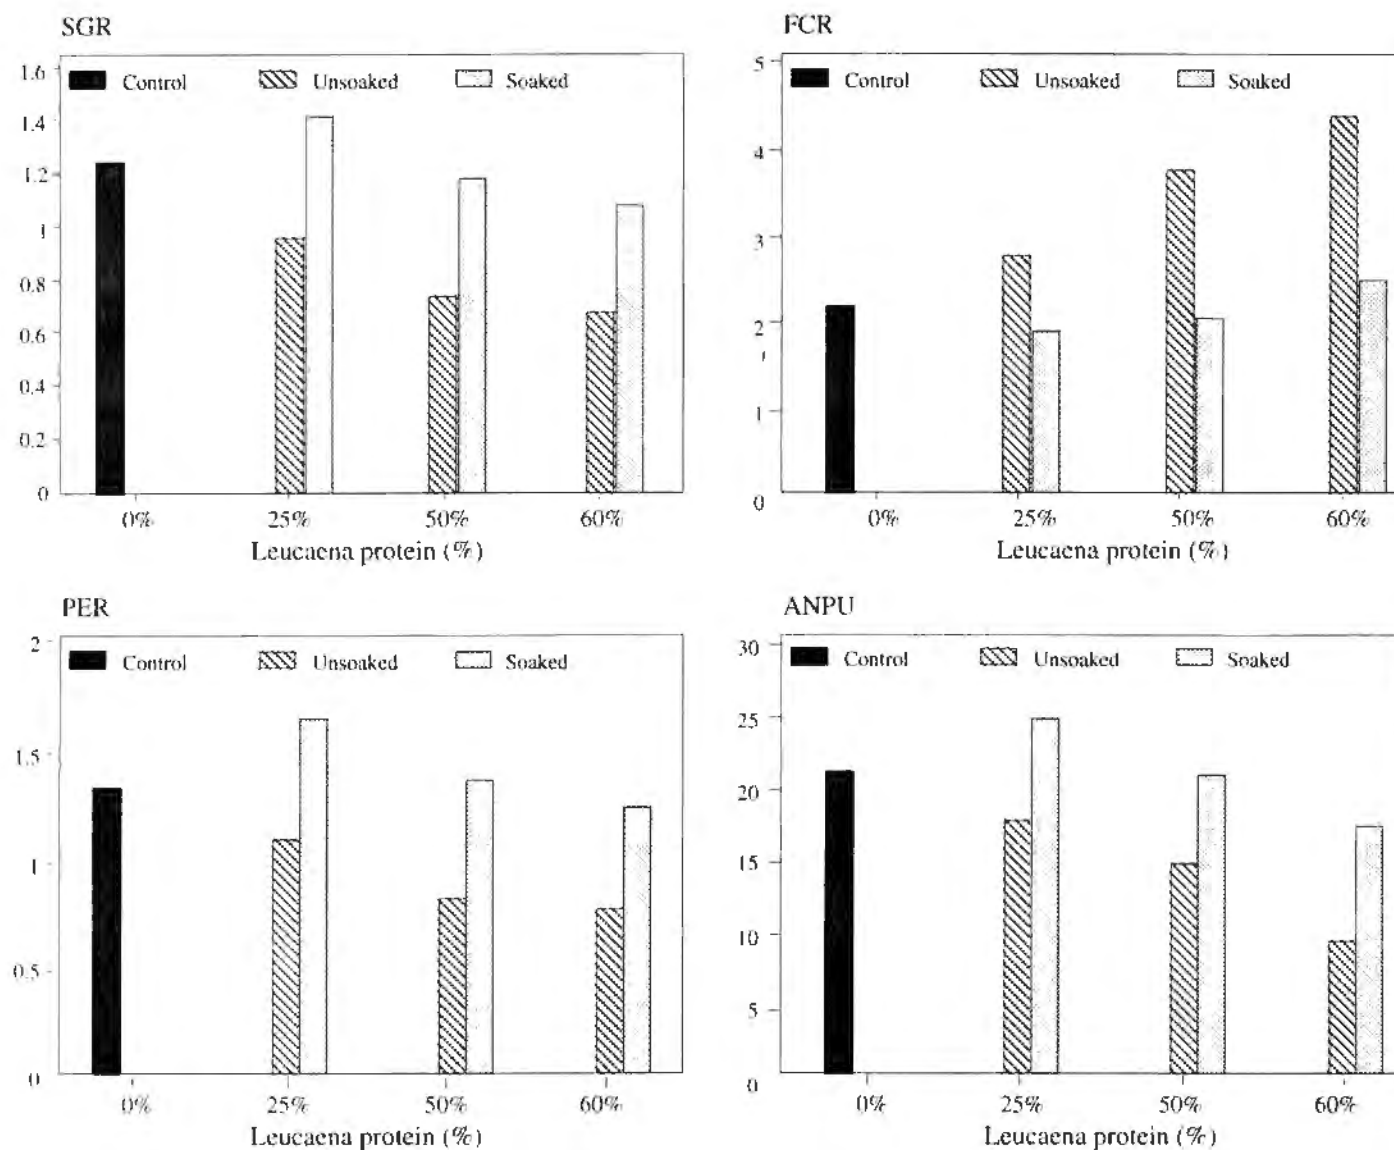 SGR
Control Unsoaked Soaked
1.6
1.4
1.2
1
0.8
0.6
0.4
0.2
0
0% 25% 50% 60%
Leucaena protein (%)
FCR
Control Unsoaked Soaked
5
4
3
2
1
0
0% 25% 50% 60%
Leucaena protein (%)
PER
Control Unsoaked Soaked
2
1.5
1
0.5
0
0% 25% 50% 60%
Leucaena protein (%)
ANPU
Control Unsoaked Soaked
30
25
20
15
10
5
0
0% 25% 50% 60%
Leucaena protein (%)